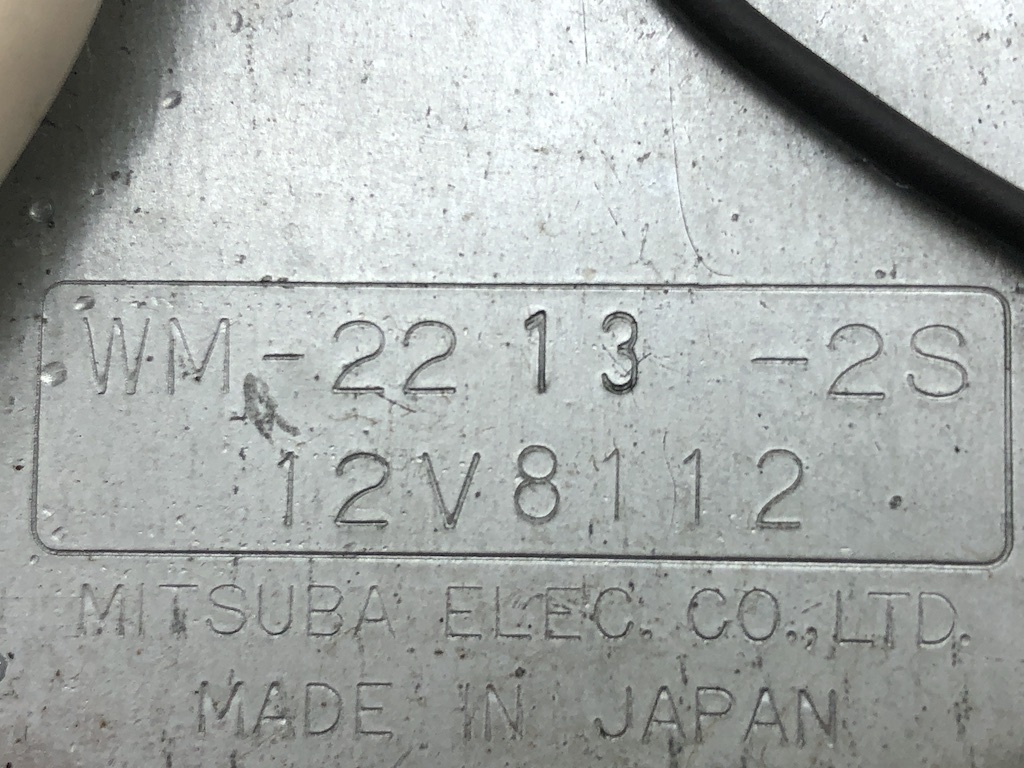 WM-2213-2S
12V8112
MITSUBA ELEC. CO.,LTD.
MADE IN JAPAN